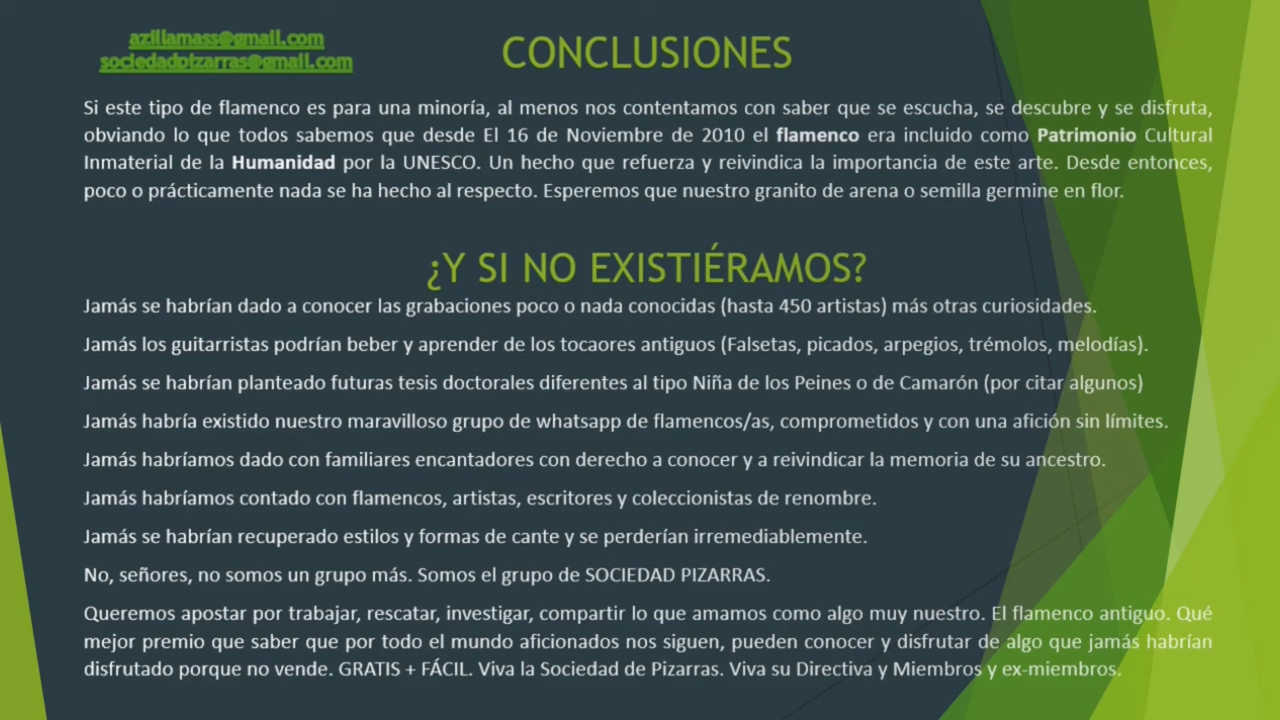 azillamass@gmail.com
sociedadpizarras@gmail.com
CONCLUSIONES
Si este tipo de flamenco es para una minoría, al menos nos contentamos con saber que se escucha, se descubre y se disfruta,
obviando lo que todos sabemos que desde El 16 de Noviembre de 2010 el flamenco era incluido como Patrimonio Cultural
Inmaterial de la Humanidad por la UNESCO. Un hecho que refuerza y reivindica la importancia de este arte. Desde entonces,
poco o prácticamente nada se ha hecho al respecto. Esperemos que nuestro granito de arena o semilla germine en flor.
¿Y SI NO EXISTIÉRAMOS?
Jamás se habrían dado a conocer las grabaciones poco o nada conocidas (hasta 450 artistas) más otras curiosidades.
Jamás los guitarristas podrían beber y aprender de los tocaores antiguos (Falsetas, picados, arpegios, trémolos, melodías).
Jamás se habrían planteado futuras tesis doctorales diferentes al tipo Niña de los Peines o de Camarón (por citar algunos)
Jamás habría existido nuestro maravilloso grupo de whatsapp de flamencos/as, comprometidos y con una afición sin límites.
Jamás habríamos dado con familiares encantadores con derecho a conocer y a reivindicar la memoria de su ancestro.
Jamás habríamos contado con flamencos, artistas, escritores y coleccionistas de renombre.
Jamás se habrían recuperado estilos y formas de cante y se perderían irremediablemente.
No, señores, no somos un grupo más. Somos el grupo de SOCIEDAD PIZARRAS.
Queremos apostar por trabajar, rescatar, investigar, compartir lo que amamos como algo muy nuestro. El flamenco antiguo. Qué
mejor premio que saber que por todo el mundo aficionados nos siguen, pueden conocer y disfrutar de algo que jamás habrían
disfrutado porque no vende. GRATIS + FÁCIL. Viva la Sociedad de Pizarras. Viva su Directiva y Miembros y ex-miembros.